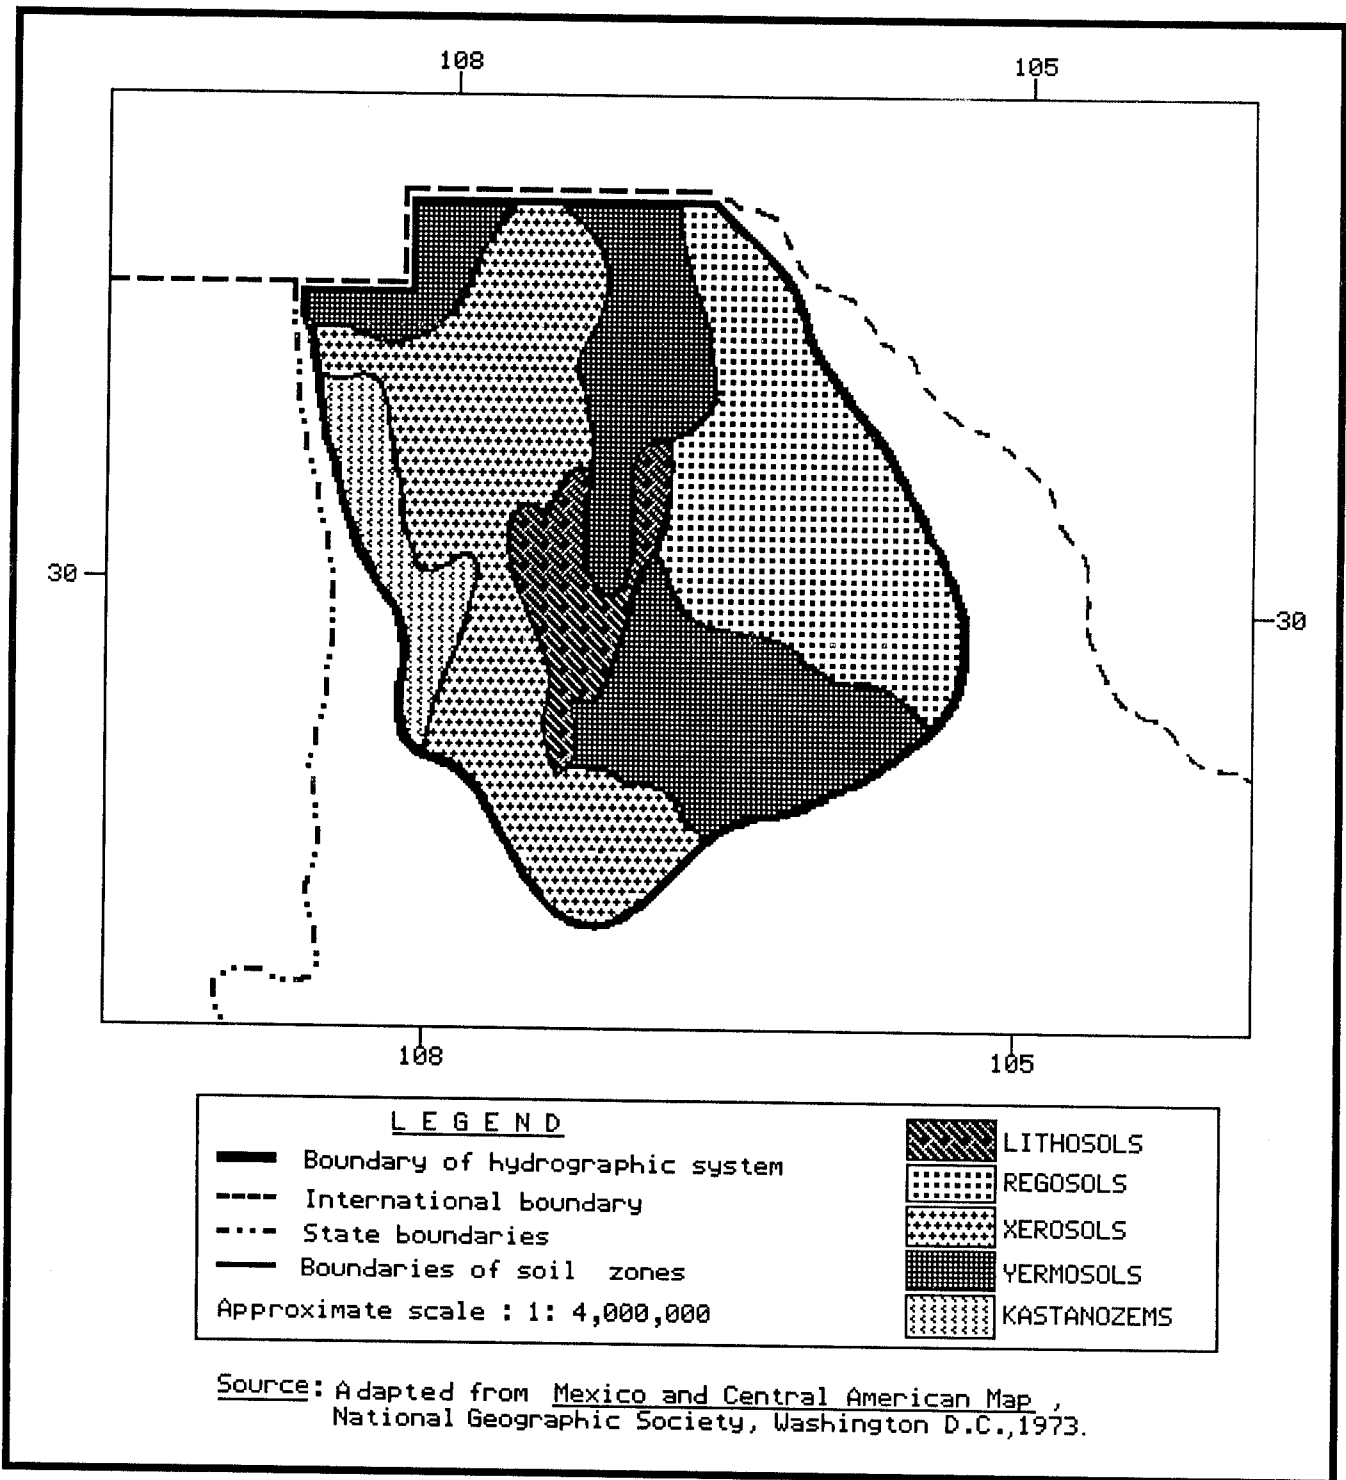 108
105
30
30
108
105
LEGEND
Boundary of hydrographic system
International boundary
State boundaries
Boundaries of soil zones
Approximate scale : 1: 4,000,000
LITHOSOLS
REGOSOLS
XEROSOLS
YERMOSOLS
KASTANOZEMS
Source: Adapted from Mexico and Central American Map ,
National Geographic Society, Washington D.C.,1973.